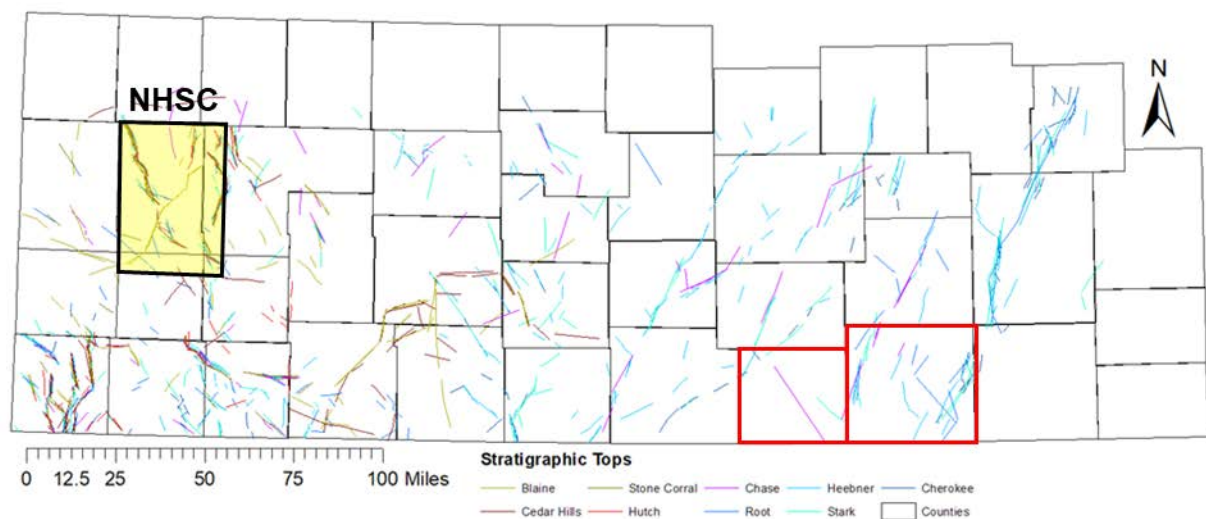 NHSC
N
0 12.5 25 50 75 100 Miles
Stratigraphic Tops
Blaine Stone Corral Chase Heebner Cherokee
Cedar Hills Hutch Root Stark Counties